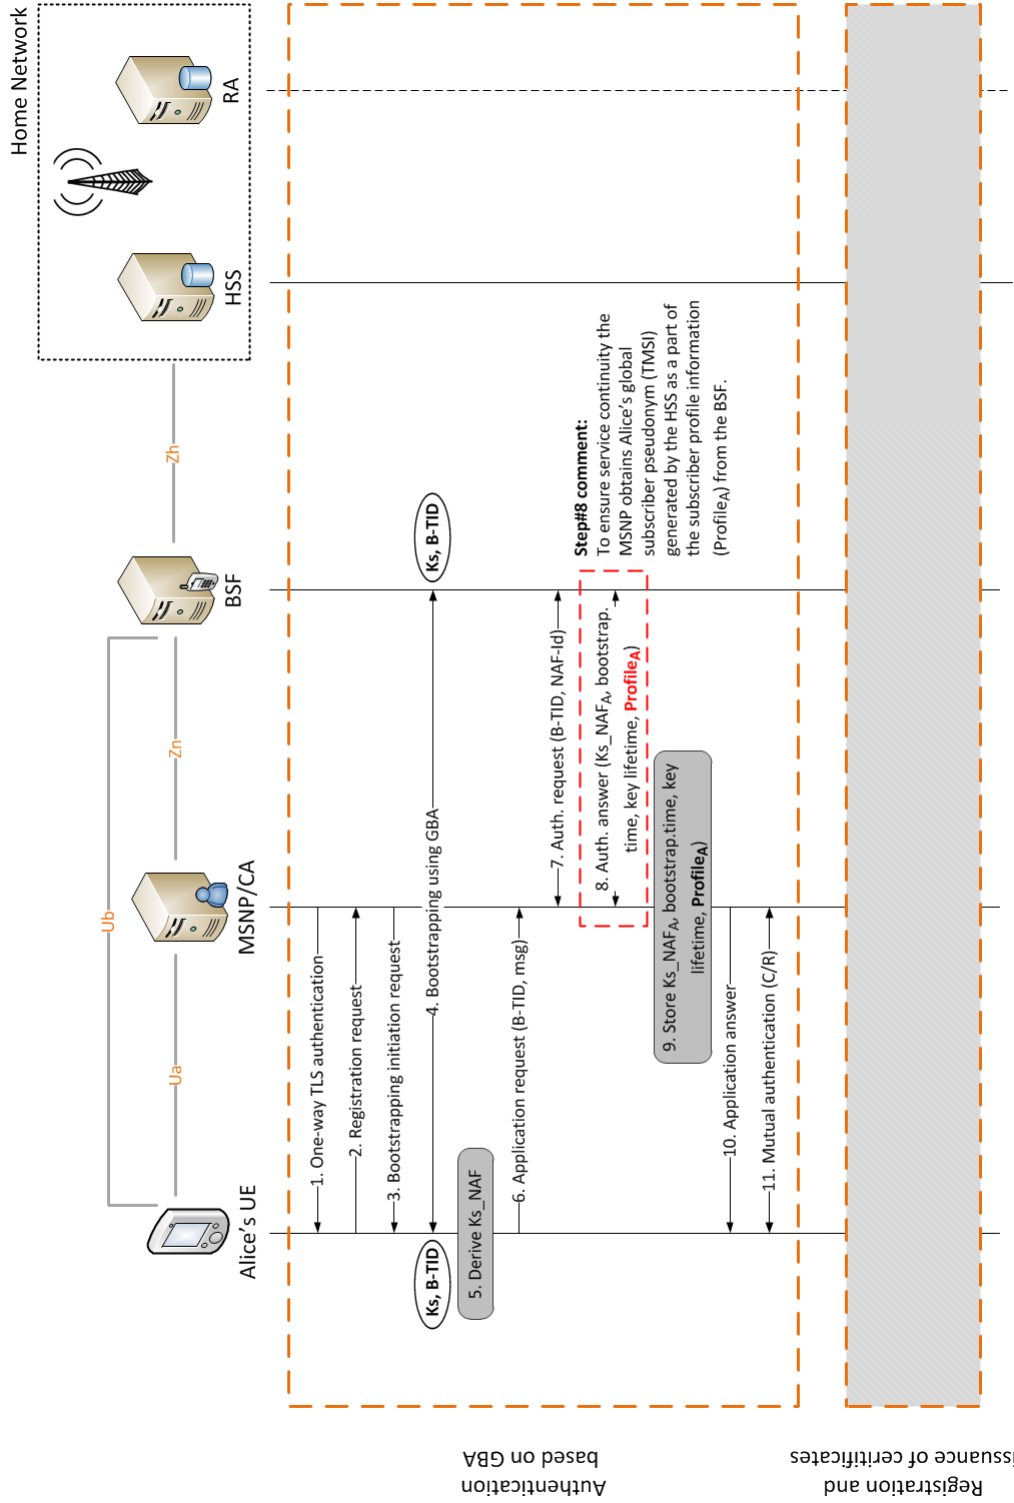 Home Network
Alice's UE
MSNP/CA
BSF
HSS
RA
Ub
Ua
Zn
Zh
Authentication
based on GBA
1. One-way TLS authentication
2. Registration request
3. Bootstrapping initiation request
Ks, B-TID
4. Bootstrapping using GBA
Ks, B-TID
5. Derive Ks_NAF
6. Application request (B-TID, msg)
7. Auth. request (B-TID, NAF-Id)
8. Auth. answer (Ks_NAFA, bootstrap.
time, key lifetime, ProfileA)
Step#8 comment:
To ensure service continuity the
MSNP obtains Alice's global
subscriber pseudonym (TMSI)
generated by the HSS as a part of
the subscriber profile information
(ProfileA) from the BSF.
9. Store Ks_NAFA, bootstrap.time, key
lifetime, ProfileA)
10. Application answer
11. Mutual authentication (C/R)
Registration and
issuance of ceritificates